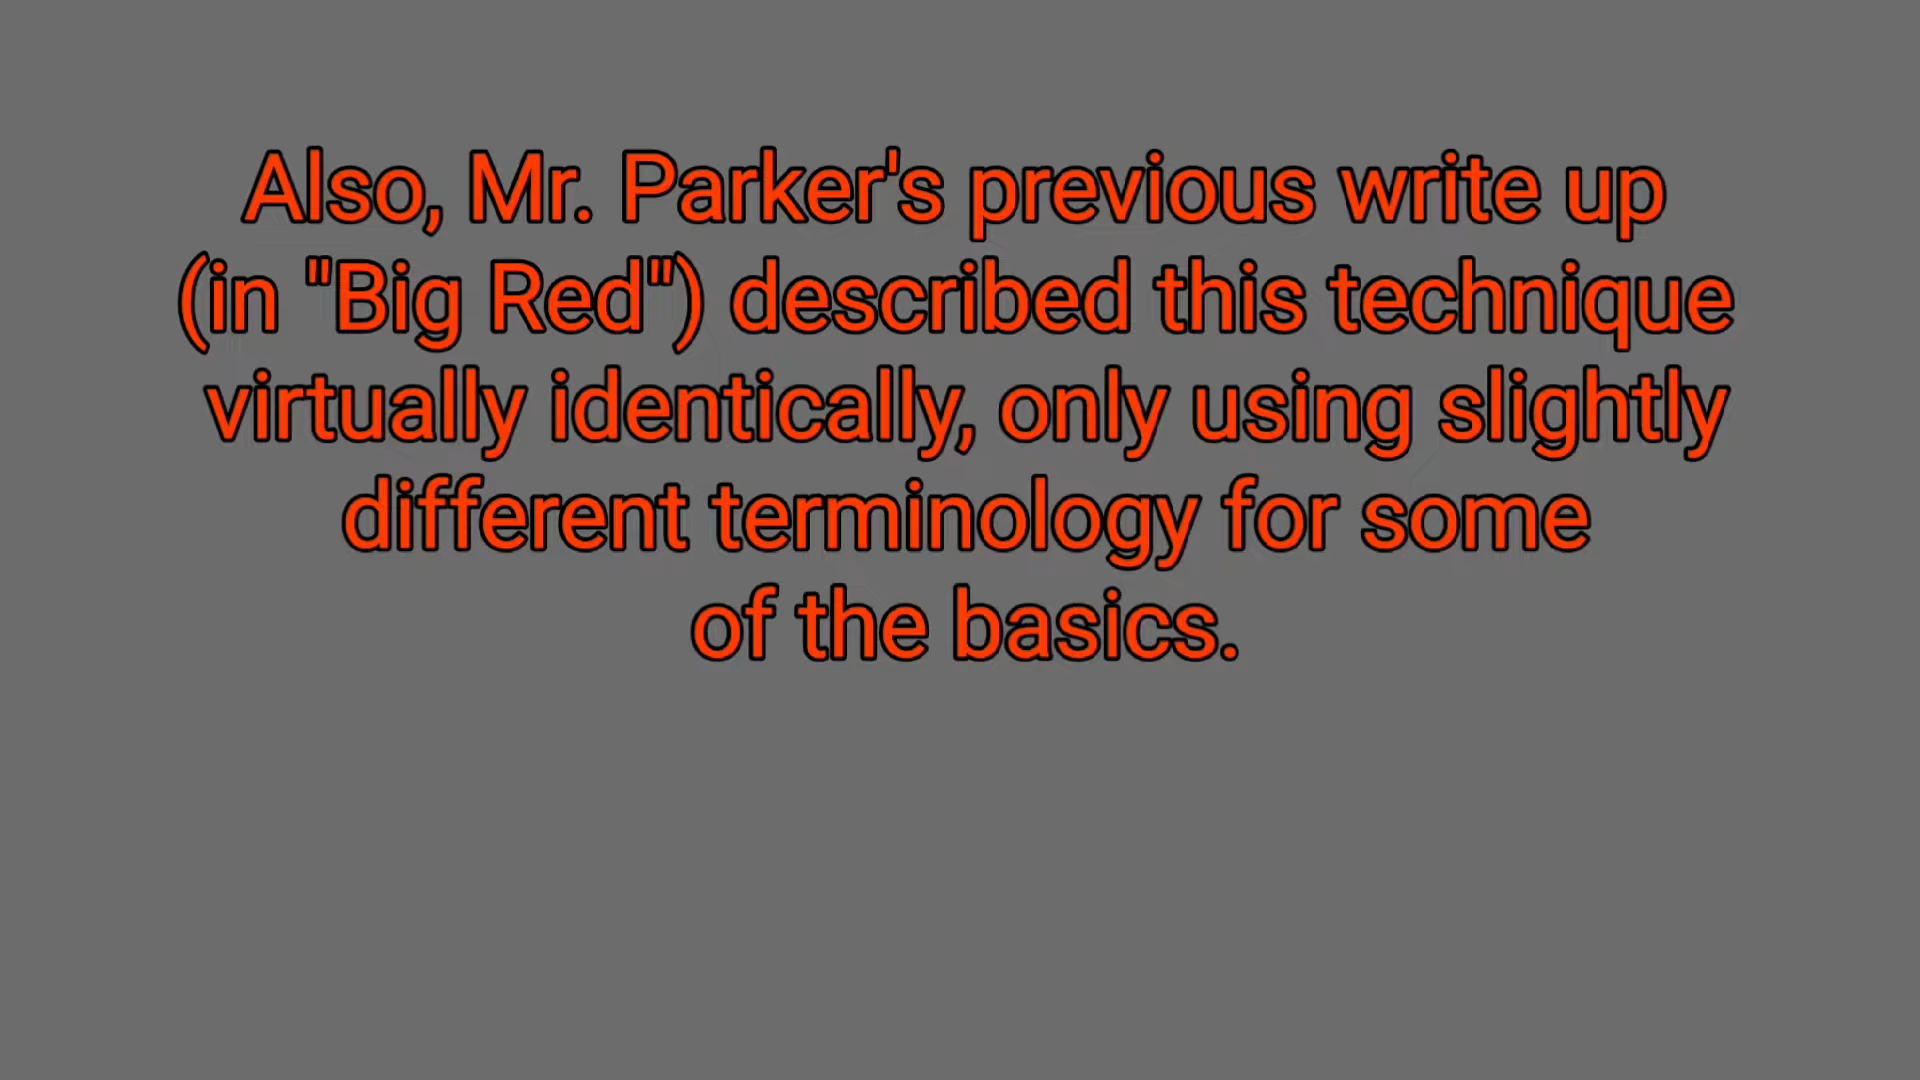 Also, Mr. Parker's previous write up
(in "Big Red") described this technique
virtually identically, only using slightly
different terminology for some
of the basics.